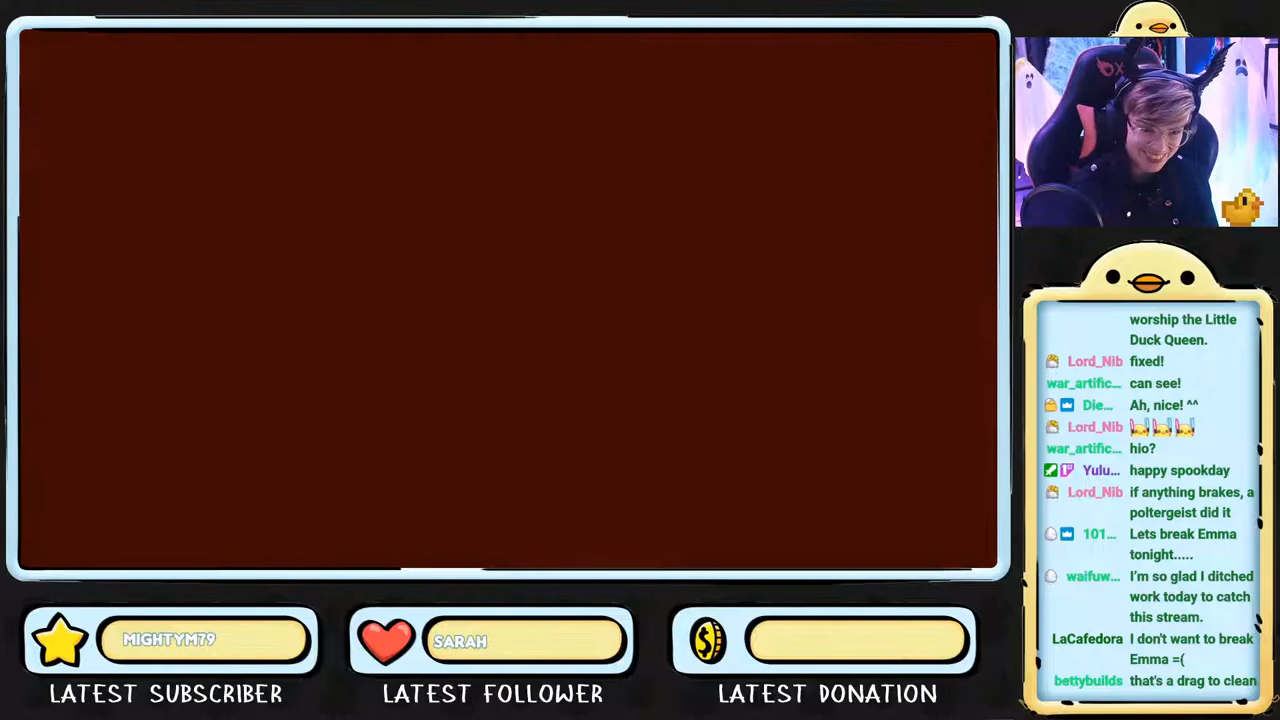 worship the Little
Duck Queen.
Lord_Nib fixed!
war_artific... can see!
Die... Ah, nice! ^^
Lord_Nib
war_artific... hio?
Yulu... happy spookday
Lord_Nib if anything brakes, a
poltergeist did it
101... Lets break Emma
tonight.....
waifuw... I'm so glad I ditched
work today to catch
this stream.
LaCafedora I don't want to break
Emma =(
bettybuilds that's a drag to clean
MIGHTYM79
SARAH
LATEST SUBSCRIBER
LATEST FOLLOWER
LATEST DONATION